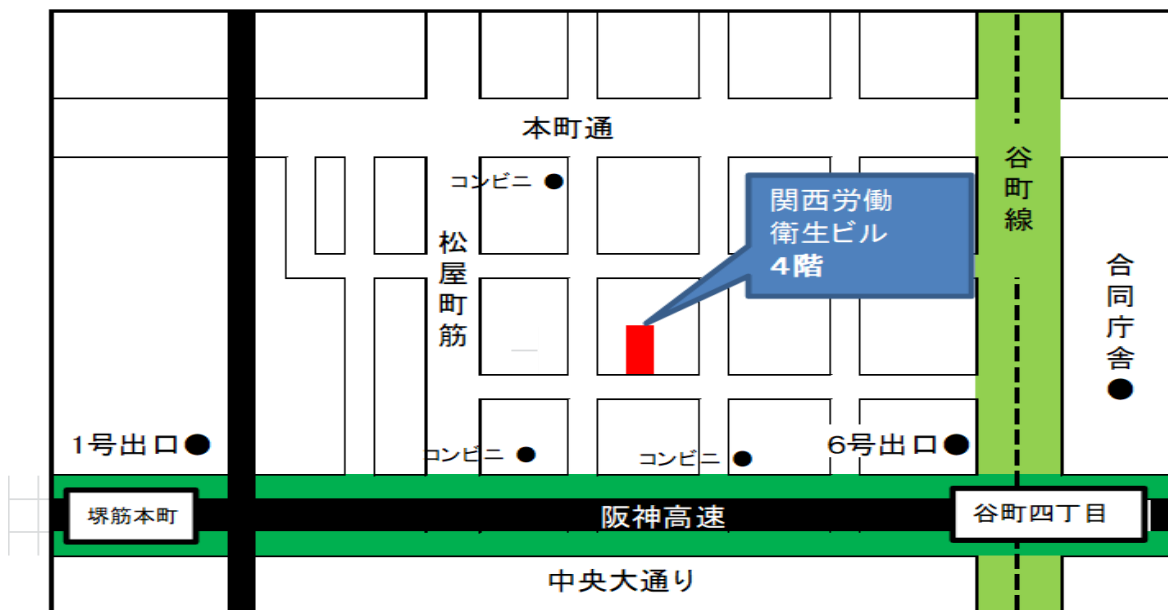 本町通
コンビニ
谷町線
関西労働
衛生ビル
4階
松屋町筋
合同庁舎
1号出口
コンビニ
コンビニ
6号出口
堺筋本町
阪神高速
谷町四丁目
中央大通り